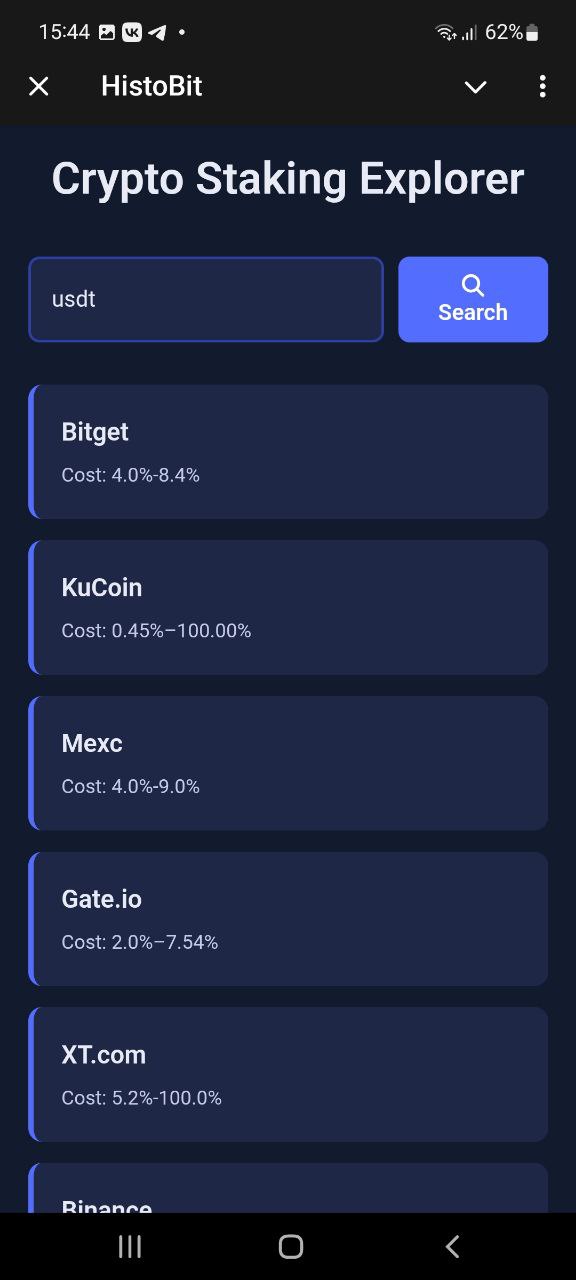 15:44
62%
HistoBit
Crypto Staking Explorer
usdt
Search
Bitget
Cost: 4.0%-8.4%
KuCoin
Cost: 0.45%–100.00%
Mexc
Cost: 4.0%-9.0%
Gate.io
Cost: 2.0%–7.54%
XT.com
Cost: 5.2%-100.0%
Binance